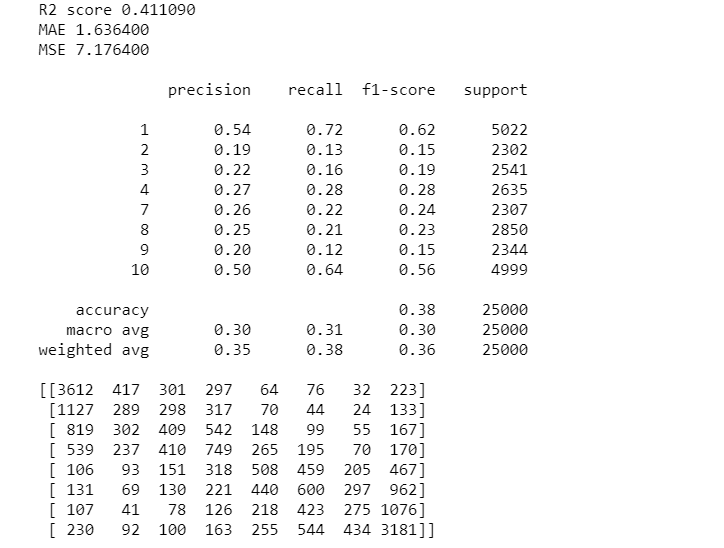 R2 score 0.411090
MAE 1.636400
MSE 7.176400
precision recall f1-score support
1 0.54 0.72 0.62 5022
2 0.19 0.13 0.15 2302
3 0.22 0.16 0.19 2541
4 0.27 0.28 0.28 2635
7 0.26 0.22 0.24 2307
8 0.25 0.21 0.23 2850
9 0.20 0.12 0.15 2344
10 0.50 0.64 0.56 4999
accuracy 0.38 25000
macro avg 0.30 0.31 0.30 25000
weighted avg 0.35 0.38 0.36 25000
[[3612 417 301 297 64 76 32 223]
[1127 289 298 317 70 44 24 133]
[ 819 302 409 542 148 99 55 167]
[ 539 237 410 749 265 195 70 170]
[ 106 93 151 318 508 459 205 467]
[ 131 69 130 221 440 600 297 962]
[ 107 41 78 126 218 423 275 1076]
[ 230 92 100 163 255 544 434 3181]]